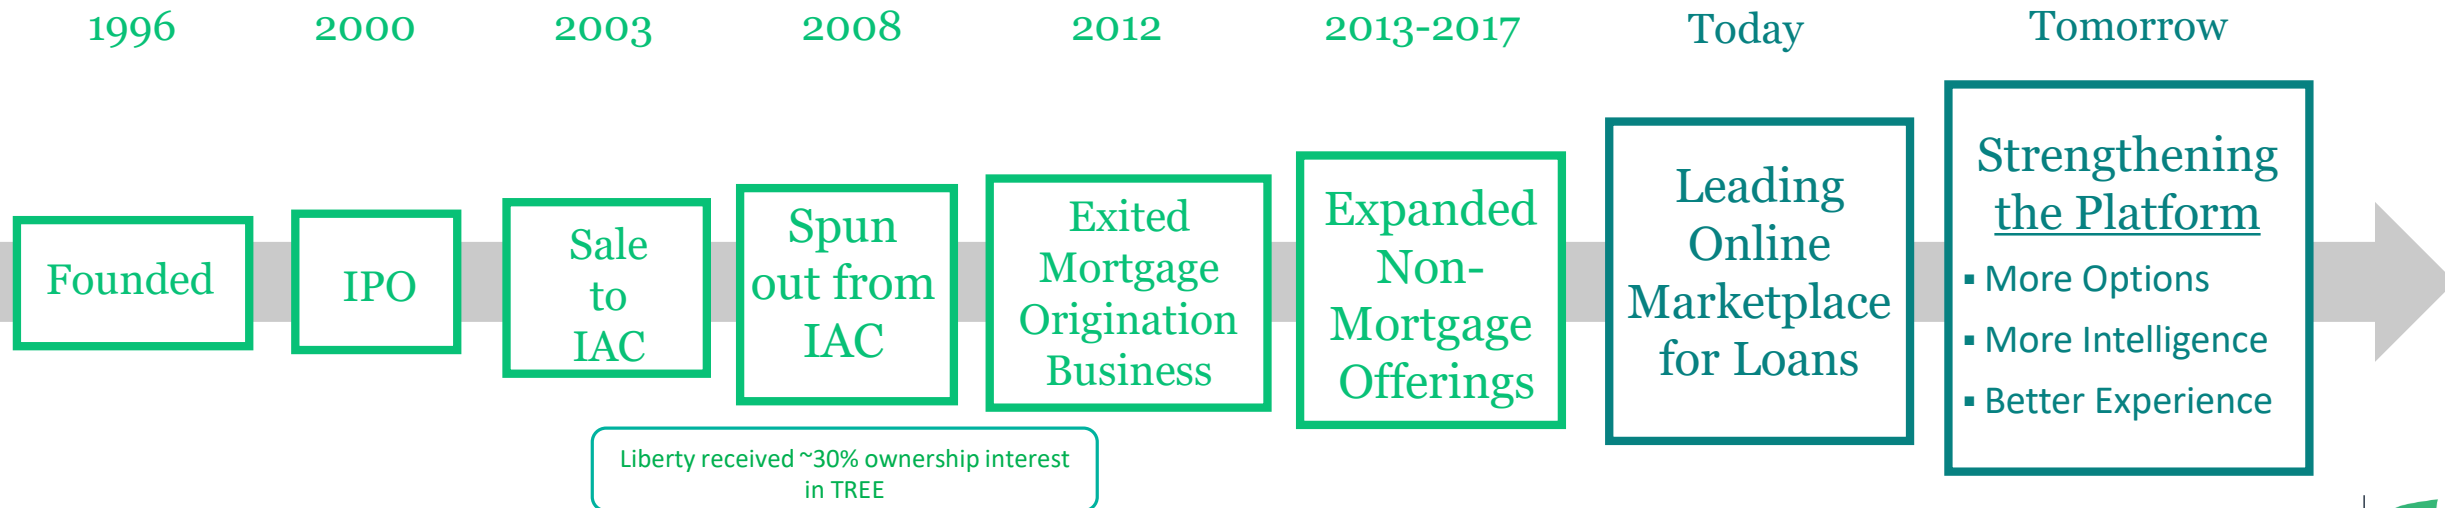 1996
2000
2003
2008
2012
2013-2017
Today
Tomorrow
Founded
IPO
Sale
to
IAC
Spun
out from
IAC
Exited
Mortgage
Origination
Business
Expanded
Non-
Mortgage
Offerings
Leading
Online
Marketplace
for Loans
Strengthening
the Platform
▪ More Options
▪ More Intelligence
▪ Better Experience
Liberty received ~30% ownership interest
in TREE